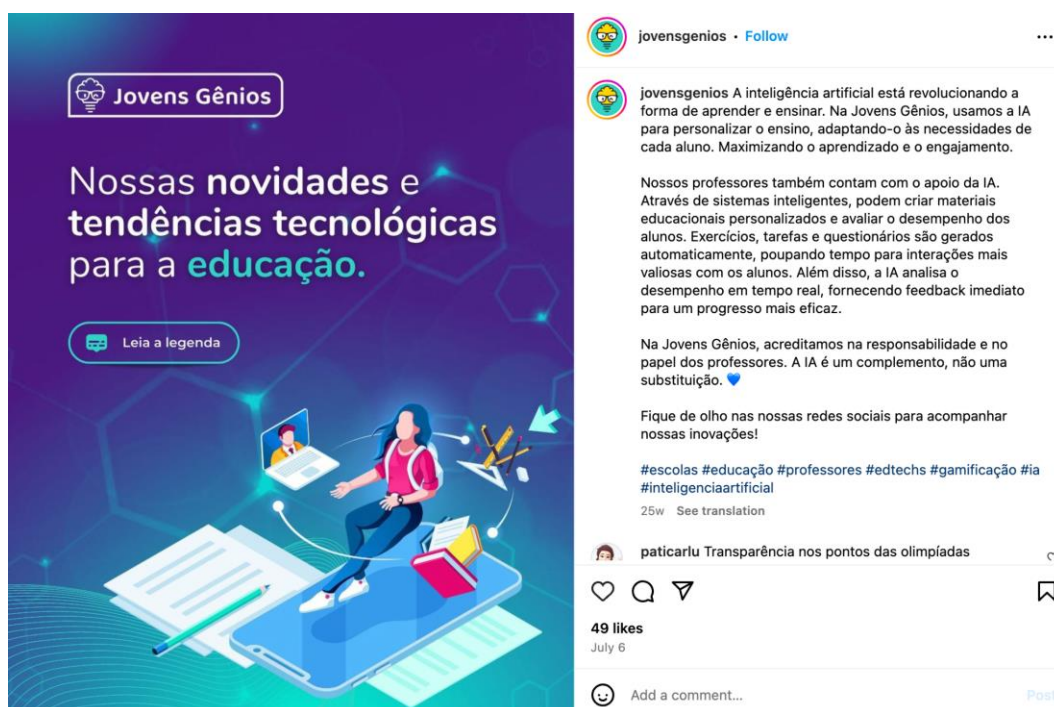 Jovens Gênios
Nossas novidades e
tendências tecnológicas
para a educação.
Leia a legenda
jovensgenios • Follow
jovensgenios A inteligência artificial está revolucionando a
forma de aprender e ensinar. Na Jovens Gênios, usamos a IA
para personalizar o ensino, adaptando-o às necessidades de
cada aluno. Maximizando o aprendizado e o engajamento.
Nossos professores também contam com o apoio da IA.
Através de sistemas inteligentes, podem criar materiais
educacionais personalizados e avaliar o desempenho dos
alunos. Exercícios, tarefas e questionários são gerados
automaticamente, poupando tempo para interações mais
valiosas com os alunos. Além disso, a IA analisa o
desempenho em tempo real, fornecendo feedback imediato
para um progresso mais eficaz.
Na Jovens Gênios, acreditamos na responsabilidade e no
papel dos professores. A IA é um complemento, não uma
substituição. 💙
Fique de olho nas nossas redes sociais para acompanhar
nossas inovações!
#escolas #educação #professores #edtechs #gamificação #ia
#inteligenciaartificial
25w See translation
paticarlu Transparência nos pontos das olimpíadas
49 likes
July 6
Add a comment...
Post